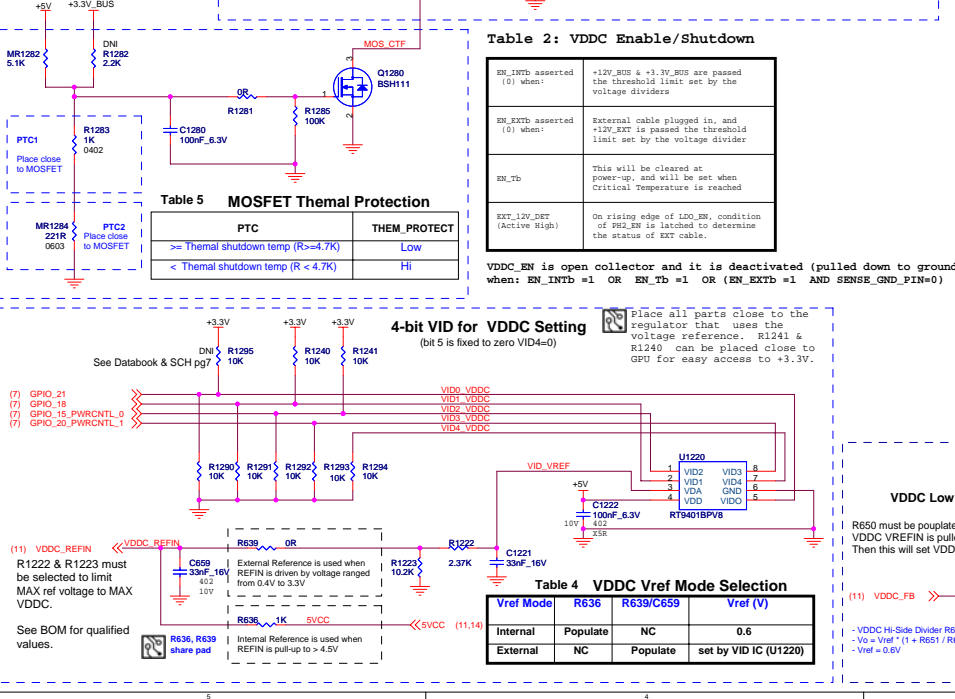 +5V
+3.3V_BUS
MR1282
5.1K
DNI
R1282
2.2K
MOS_CTF
3
Q1280
BSH111
1
2
0R
R1281
R1285
100K
C1280
100nF_6.3V
R1283
1K
0402
PTC1
Place close
to MOSFET
MR1284
221R
0603
PTC2
Place close
to MOSFET
Table 5 MOSFET Themal Protection
PTC THEM_PROTECT
>= Themal shutdown temp (R>=4.7K) Low
< Themal shutdown temp (R < 4.7K) Hi
Table 2: VDDC Enable/Shutdown
EN_INTb asserted
(0) when:
+12V_BUS & +3.3V_BUS are passed
the threshold limit set by the
voltage dividers
EN_EXTb asserted
(0) when:
External cable plugged in, and
+12V_EXT is passed the threshold
limit set by the voltage divider
EN_Tb
This will be cleared at
power-up, and will be set when
Critical Temperature is reached
EXT_12V_DET
(Active High)
On rising edge of LDO_EN, condition
of PH2_EN is latched to determine
the status of EXT cable.
VDDC_EN is open collector and it is deactivated (pulled down to ground
when: EN_INTb =1 OR EN_Tb =1 OR (EN_EXTb =1 AND SENSE_GND_PIN=0)
+3.3V
+3.3V
+3.3V
4-bit VID for VDDC Setting
(bit 5 is fixed to zero VID4=0)
Place all parts close to the
regulator that uses the
voltage reference. R1241 &
R1240 can be placed close to
GPU for easy access to +3.3V.
DNI
See Databook & SCH pg7
R1295
10K
R1240
10K
R1241
10K
(7) GPIO_21
(7) GPIO_18
(7) GPIO_15_PWRCNTL_0
(7) GPIO_20_PWRCNTL_1
VID0_VDDC
VID1_VDDC
VID2_VDDC
VID3_VDDC
VID4_VDDC
R1290
10K
R1291
10K
R1292
10K
R1293
10K
R1294
10K
VID_VREF
U1220
1 VID2 VID3 8
2 VID1 VID4 7
3 VDA GND 6
4 VDD VIDO 5
RT9401BPV8
+5V
C1222
100nF_6.3V
10V 402
X5R
VDDC Low
R650 must be pouplate
VDDC VREFIN is pulle
Then this will set VDD
(11) VDDC_FB
- VDDC Hi-Side Divider R6
- Vo = Vref * (1 + R651 / R6
- Vref = 0.6V
(11) VDDC_REFIN
VDDC_REFIN
R1222 & R1223 must
be selected to limit
MAX ref voltage to MAX
VDDC.
See BOM for qualified
values.
C659
33nF_16V
402
10V
R639 0R
External Reference is used when
REFIN is driven by voltage ranged
from 0.4V to 3.3V
R636 1K 5VCC
Internal Reference is used when
REFIN is pull-up to > 4.5V
R636, R639
share pad
5VCC (11,14)
R1223
10.2K
R1222
2.37K
C1221
33nF_16V
Table 4 VDDC Vref Mode Selection
Vref Mode R636 R639/C659 Vref (V)
Internal Populate NC 0.6
External NC Populate set by VID IC (U1220)
5
4